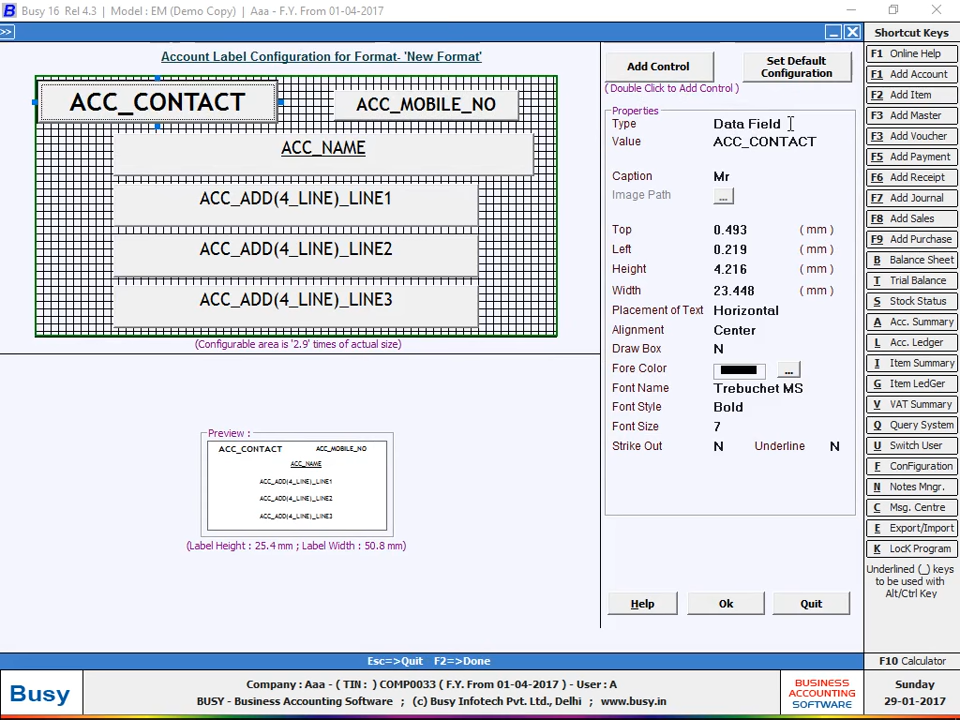 Busy 16 Rel 4.3 | Model : EM (Demo Copy) | Aaa - F.Y. From 01-04-2017
>>
Account Label Configuration for Format- 'New Format'
ACC_CONTACT
ACC_MOBILE_NO
ACC_NAME
ACC_ADD(4_LINE)_LINE1
ACC_ADD(4_LINE)_LINE2
ACC_ADD(4_LINE)_LINE3
(Configurable area is '2.9' times of actual size)
Preview :
ACC_CONTACT ACC_MOBILE_NO
ACC_NAME
ACC_ADD(4_LINE)_LINE1
ACC_ADD(4_LINE)_LINE2
ACC_ADD(4_LINE)_LINE3
(Label Height : 25.4 mm ; Label Width : 50.8 mm)
Add Control
Set Default
Configuration
( Double Click to Add Control )
Properties
Type Data Field
Value ACC_CONTACT
Caption Mr
Image Path ...
Top 0.493 ( mm )
Left 0.219 ( mm )
Height 4.216 ( mm )
Width 23.448 ( mm )
Placement of Text Horizontal
Alignment Center
Draw Box N
Fore Color ...
Font Name Trebuchet MS
Font Style Bold
Font Size 7
Strike Out N Underline N
Help Ok Quit
Shortcut Keys
F1 Online Help
F1 Add Account
F2 Add Item
F3 Add Master
F3 Add Voucher
F5 Add Payment
F6 Add Receipt
F7 Add Journal
F8 Add Sales
F9 Add Purchase
B Balance Sheet
T Trial Balance
S Stock Status
A Acc. Summary
L Acc. Ledger
I Item Summary
G Item LedGer
V VAT Summary
Q Query System
U Switch User
F Configuration
N Notes Mngr.
C Msg. Centre
E Export/Import
K LocK Program
Underlined (_) keys
to be used with
Alt/Ctrl Key
Esc=>Quit F2=>Done
F10 Calculator
Busy
Company : Aaa - ( TIN : ) COMP0033 ( F.Y. From 01-04-2017 ) - User : A
BUSY - Business Accounting Software ; (c) Busy Infotech Pvt. Ltd., Delhi ; www.busy.in
BUSINESS
ACCOUNTING
SOFTWARE
Sunday
29-01-2017